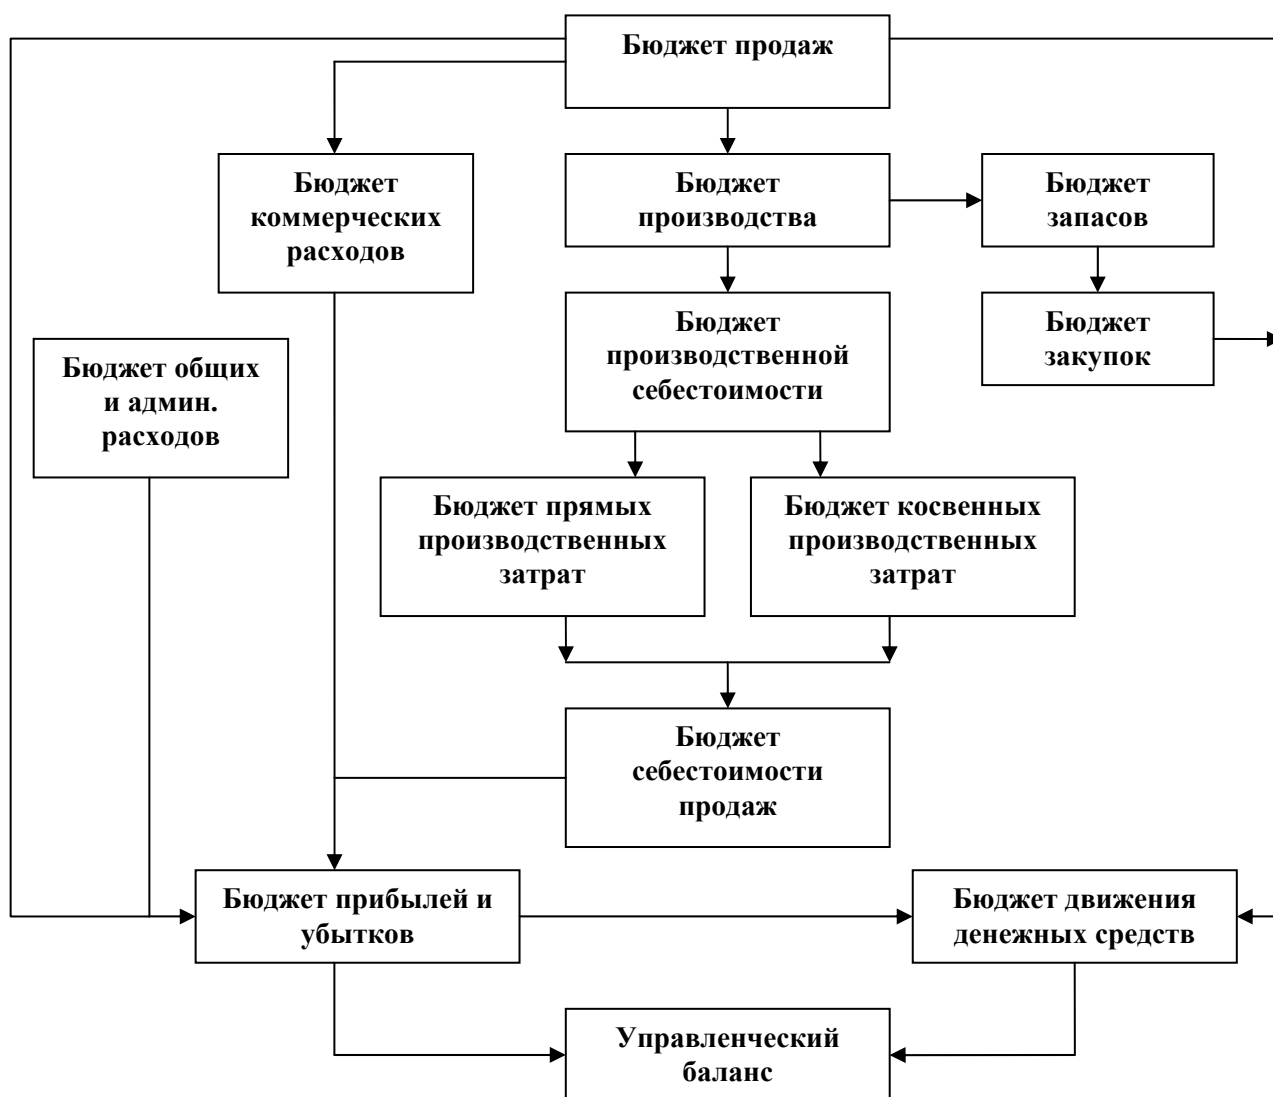 Бюджет продаж
Бюджет
коммерческих
расходов
Бюджет
производства
Бюджет
запасов
Бюджет
производственной
себестоимости
Бюджет
закупок
Бюджет общих
и админ.
расходов
Бюджет прямых
производственных
затрат
Бюджет косвенных
производственных
затрат
Бюджет
себестоимости
продаж
Бюджет прибылей и
убытков
Бюджет движения
денежных средств
Управленческий
баланс